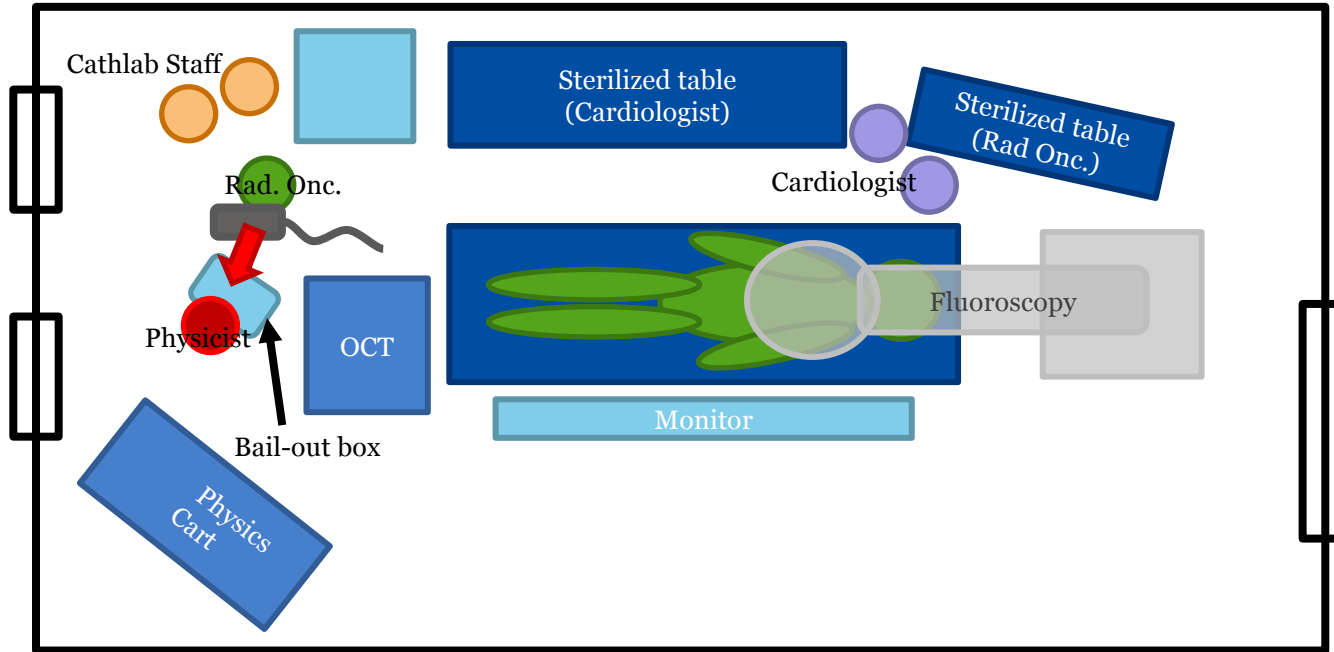 Cathlab Staff
Sterilized table
(Cardiologist)
Sterilized table
(Rad Onc.)
Rad. Onc.
Cardiologist
Fluoroscopy
Physicist
OCT
Monitor
Bail-out box
Physics
Cart